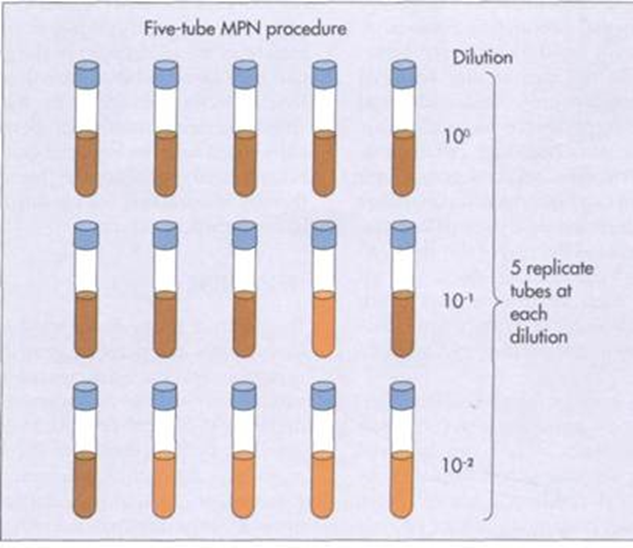 Five-tube MPN procedure
Dilution
10⁰
10⁻¹
5 replicate
tubes at
each
dilution
10⁻²